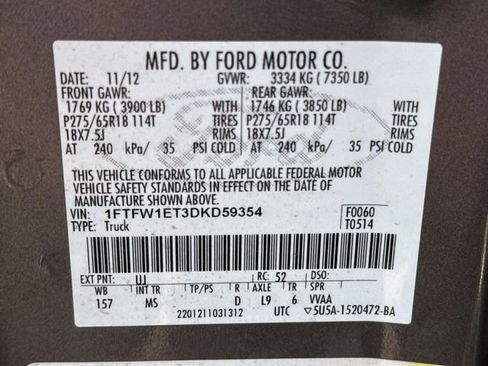 MFD. BY FORD MOTOR CO.
DATE: 11/12 GVWR: 3334 KG ( 7350 LB)
FRONT GAWR: REAR GAWR:
1769 KG ( 3900 LB) WITH 1746 KG ( 3850 LB) WITH
P275/65R18 114T TIRES P275/65R18 114T TIRES
18X7.5J RIMS 18X7.5J RIMS
AT 240 kPa/ 35 PSI COLD AT 240 kPa/ 35 PSI COLD
THIS VEHICLE CONFORMS TO ALL APPLICABLE FEDERAL MOTOR
VEHICLE SAFETY STANDARDS IN EFFECT ON THE DATE OF MANUFACTURE SHOWN ABOVE.
VIN: 1FTFW1ET3DKD59354 F0060
TYPE: Truck T0514
EXT PNT: UJ RC: 52 DSO:
WB INT TR TP/PS R AXLE TR SPR
157 MS D L9 6 VVAA
2201211031312 UTC ▽5U5A-1520472-BA